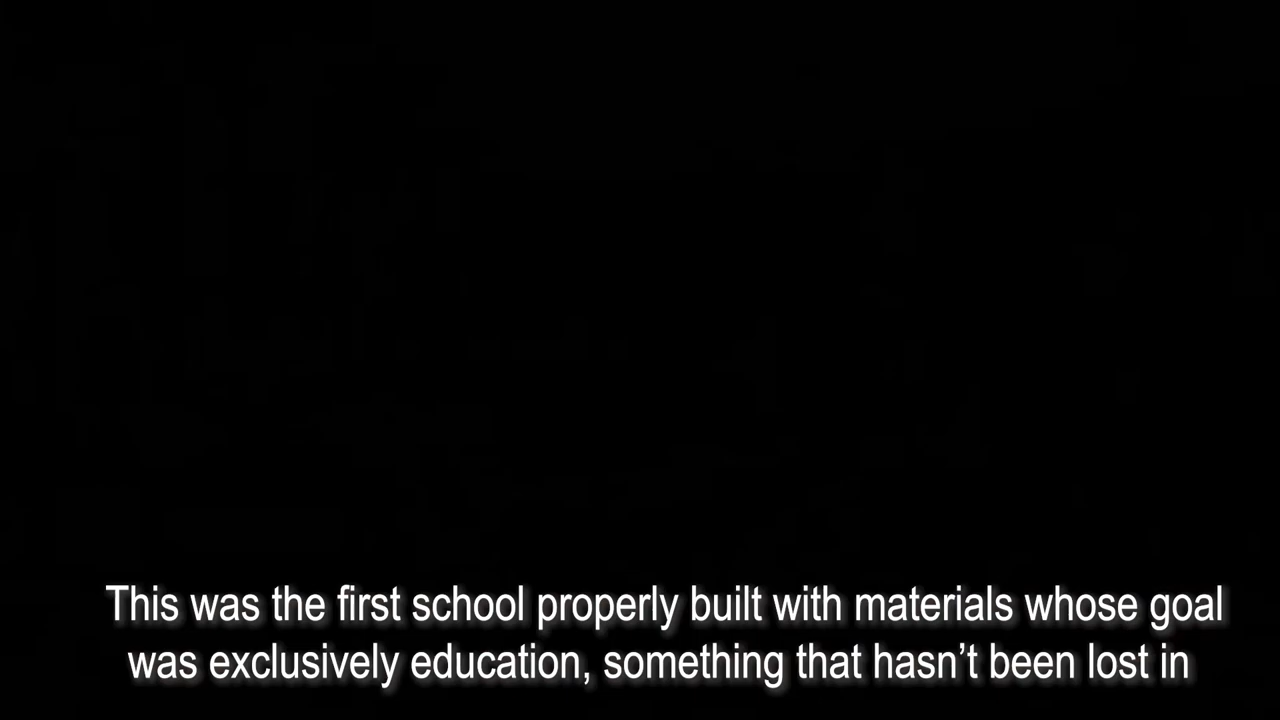 This was the first school properly built with materials whose goal
was exclusively education, something that hasn’t been lost in